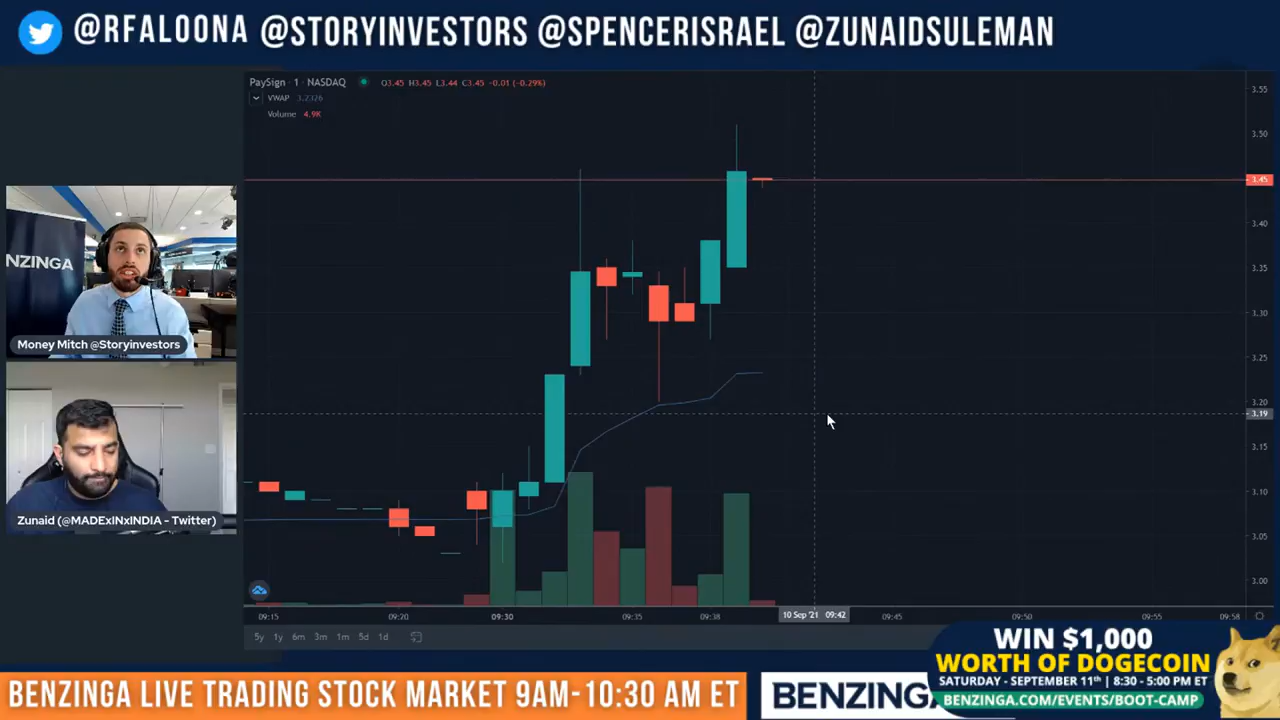 @RFALOONA @STORYINVESTORS @SPENCERISRAEL @ZUNAIDSULEMAN
PaySign · 1 · NASDAQ O3.45 H3.45 L3.44 C3.45 -0.01 (-0.29%)
VWAP 3.2326
Volume 4.9K
3.55
3.50
3.45
3.40
3.35
3.30
3.25
3.20
3.19
3.15
3.10
3.05
3.00
NZINGA
Money Mitch @Storyinvestors
Zunaid (@MADExINxINDIA - Twitter)
09:15 09:20 09:30 09:35 09:38 10 Sep '21 09:42 09:45 09:50 09:55 09:58
5y 1y 6m 3m 1m 5d 1d
BENZINGA LIVE TRADING STOCK MARKET 9AM-10:30 AM ET
BENZINGA
WIN $1,000
WORTH OF DOGECOIN
SATURDAY - SEPTEMBER 11th | 8:30 - 5:00 PM ET
BENZINGA.COM/EVENTS/BOOT-CAMP